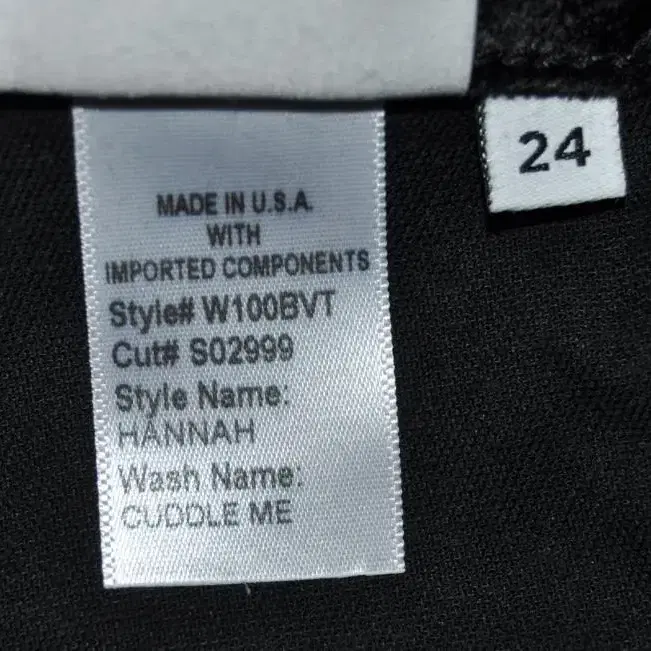 24
MADE IN U.S.A.
WITH
IMPORTED COMPONENTS
Style# W100BVT
Cut# S02999
Style Name:
HANNAH
Wash Name:
CUDDLE ME